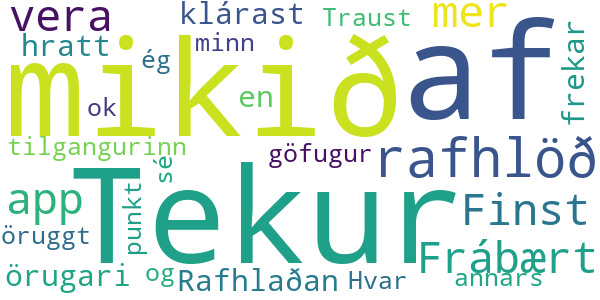 vera
klárast
Traust
mer
hratt
ég
minn
frekar
mikið
af
ok
en
tilgangurinn
sé
göfugur
rafhlöð
app
Tekur
Finst
öruggt
punkt
Frábært
örugari
og
Rafhlaðan
Hvar
annars